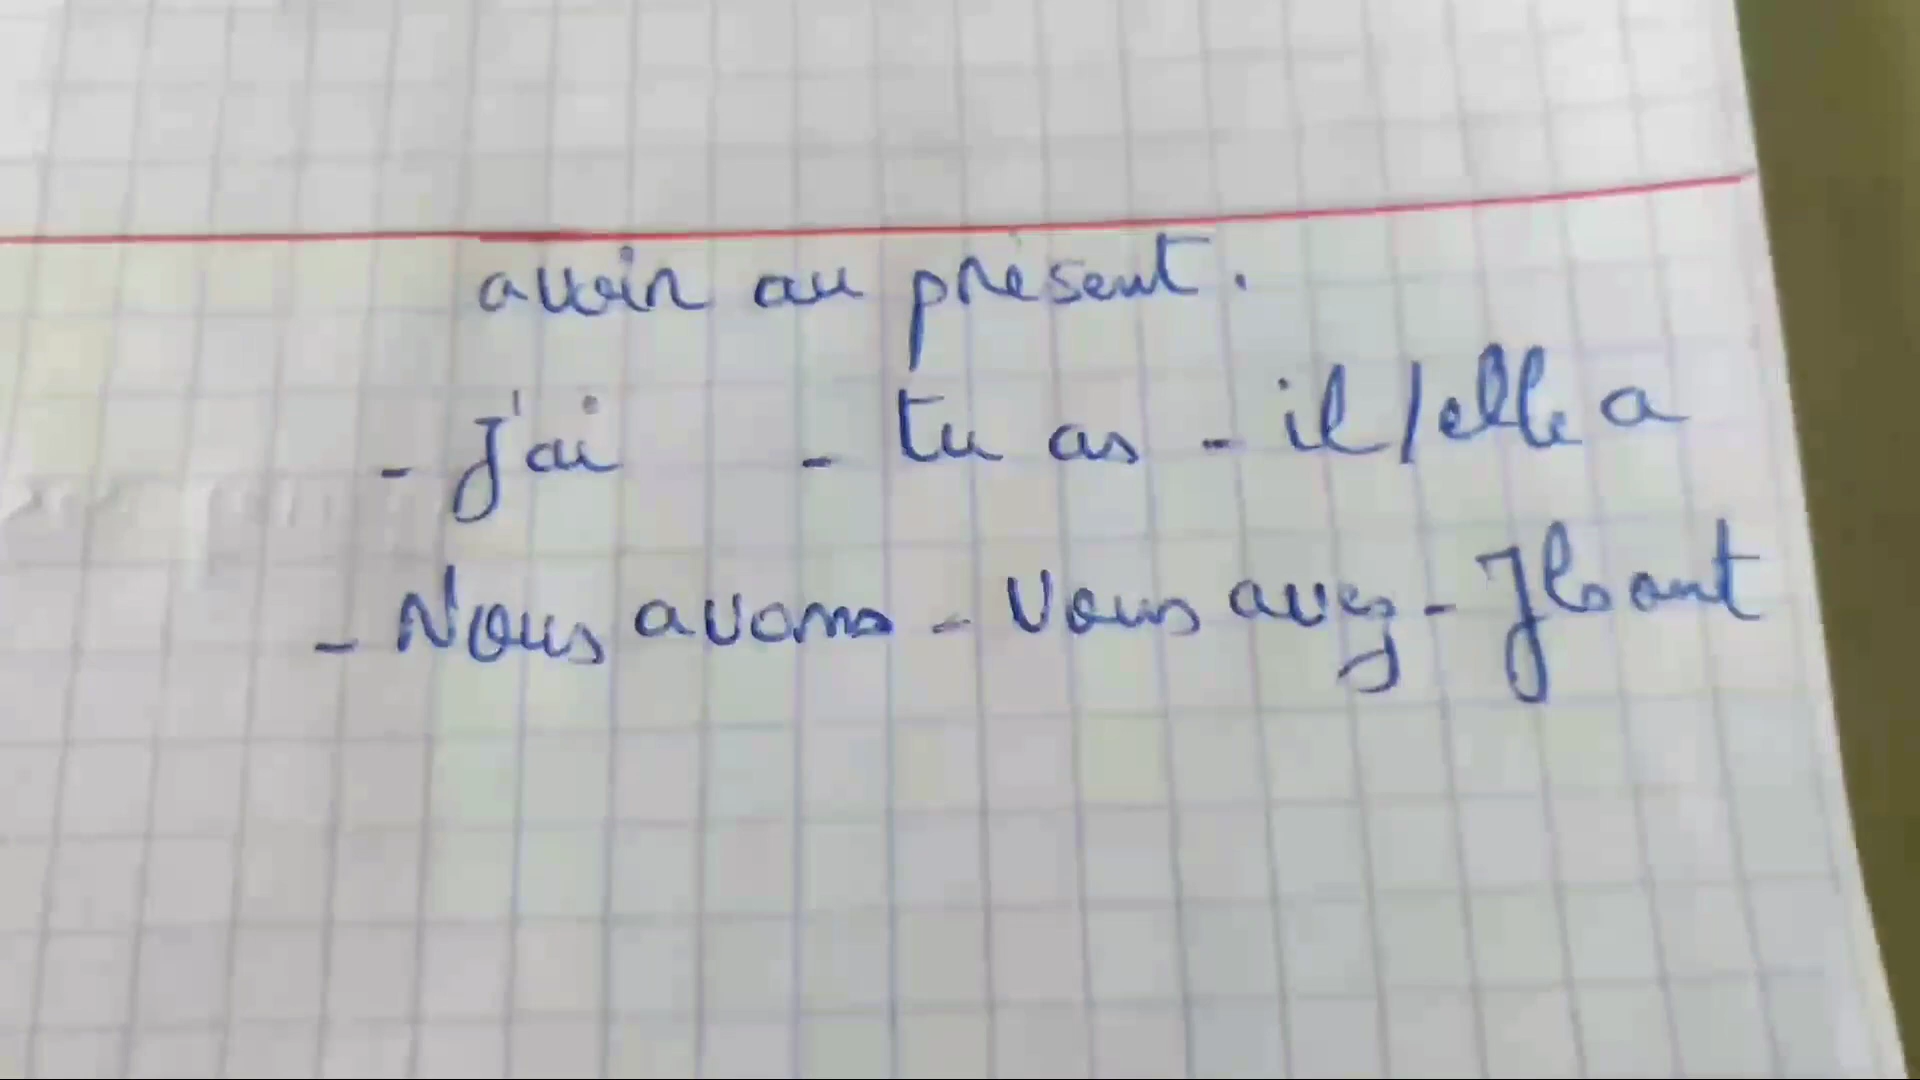 avoir au présent.
- J'ai - tu as - il/elle a
- Nous avons - Vous avez - Ils ont